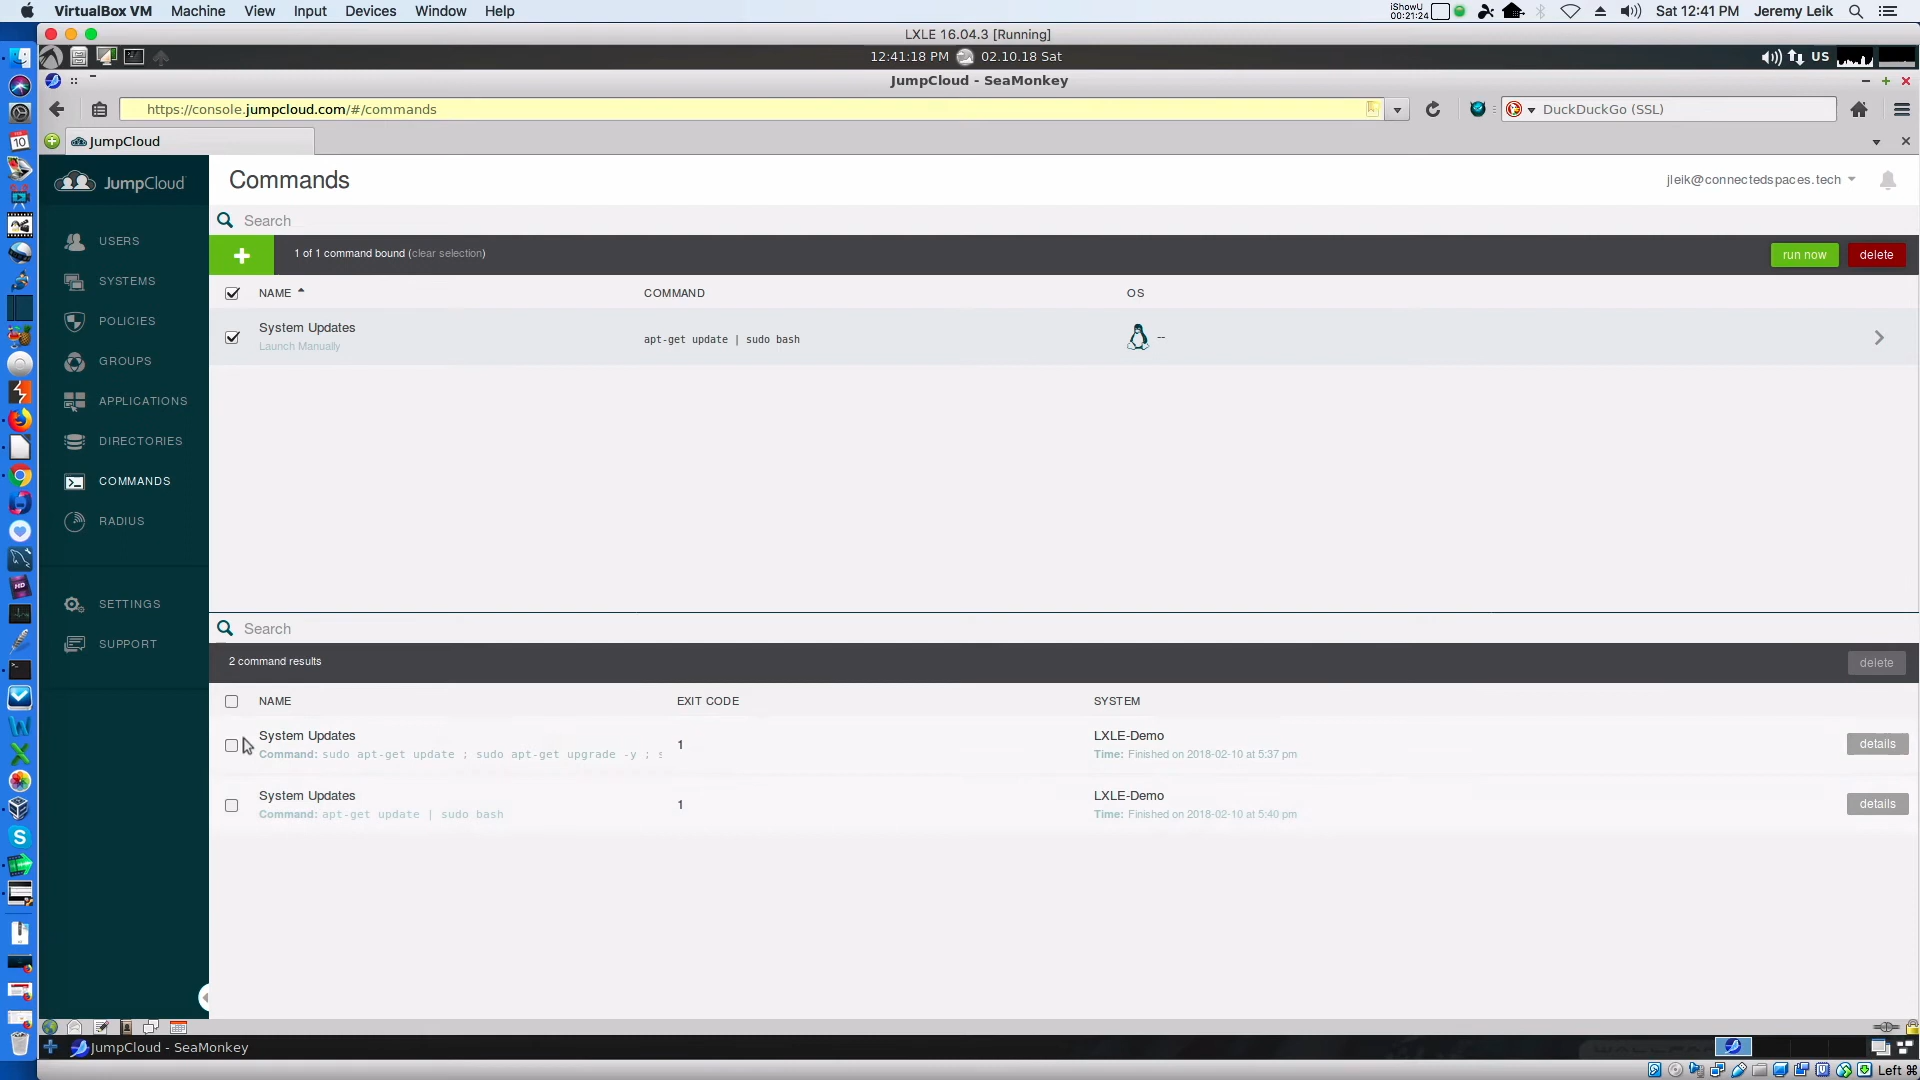 VirtualBox VM Machine View Input Devices Window Help iShowU 00:21:24 Sat 12:41 PM Jeremy Leik
LXLE 16.04.3 [Running]
12:41:18 PM 02.10.18 Sat US
JumpCloud - SeaMonkey
https://console.jumpcloud.com/#/commands DuckDuckGo (SSL)
JumpCloud
JumpCloud
USERS
SYSTEMS
POLICIES
GROUPS
APPLICATIONS
DIRECTORIES
COMMANDS
RADIUS
SETTINGS
SUPPORT
Commands jleik@connectedspaces.tech
Search
1 of 1 command bound (clear selection) run now delete
NAME COMMAND OS
System Updates
Launch Manually
apt-get update | sudo bash --
Search
2 command results delete
NAME EXIT CODE SYSTEM
System Updates 1 LXLE-Demo details
Command: sudo apt-get update ; sudo apt-get upgrade -y ; s Time: Finished on 2018-02-10 at 5:37 pm
System Updates 1 LXLE-Demo details
Command: apt-get update | sudo bash Time: Finished on 2018-02-10 at 5:40 pm
JumpCloud - SeaMonkey
Left ⌘